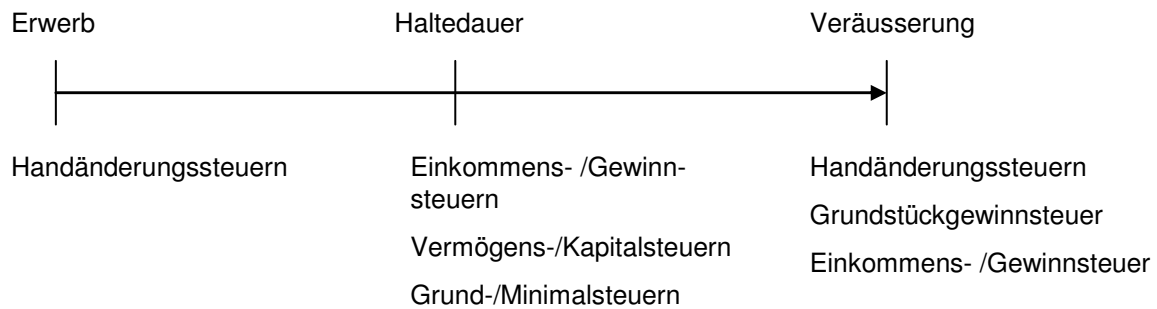 Erwerb
Haltedauer
Veräusserung
Handänderungssteuern
Einkommens- /Gewinn-
steuern
Vermögens-/Kapitalsteuern
Grund-/Minimalsteuern
Handänderungssteuern
Grundstückgewinnsteuer
Einkommens- /Gewinnsteuer